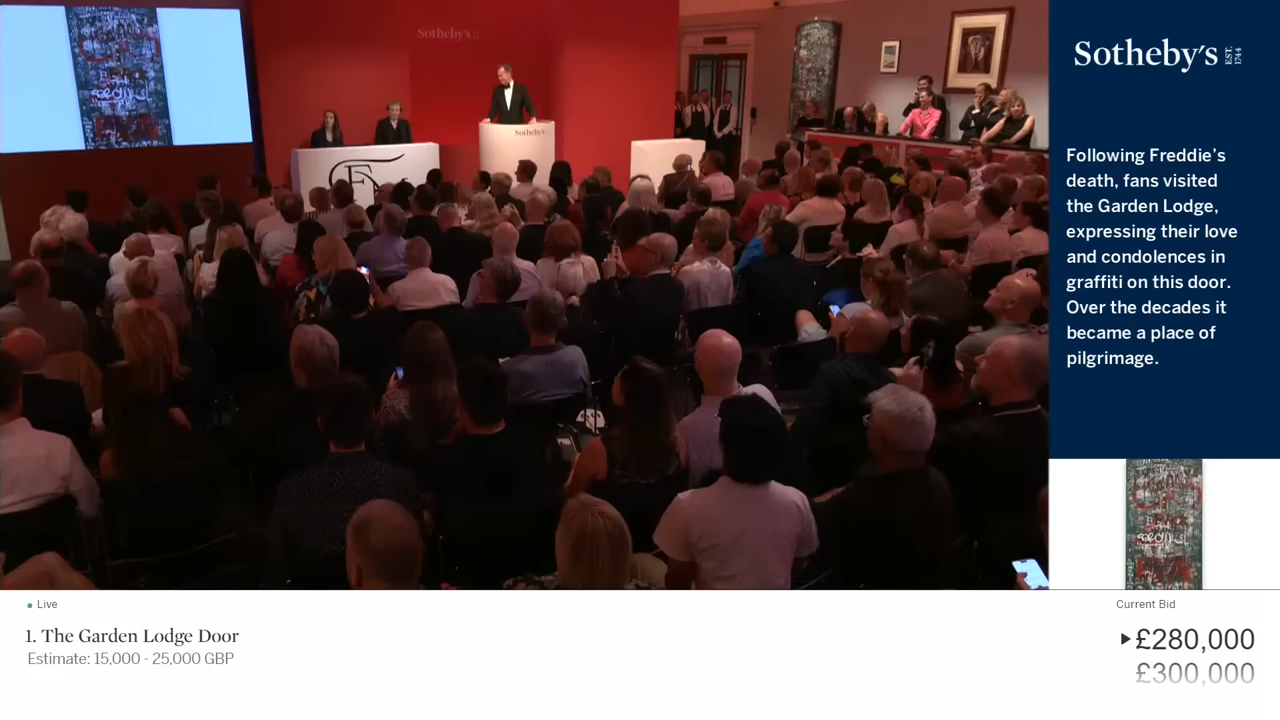 Sotheby's
Sotheby's
Sotheby's
EST.
1744
Following Freddie's
death, fans visited
the Garden Lodge,
expressing their love
and condolences in
graffiti on this door.
Over the decades it
became a place of
pilgrimage.
Live
1. The Garden Lodge Door
Estimate: 15,000 - 25,000 GBP
Current Bid
£280,000
£300,000